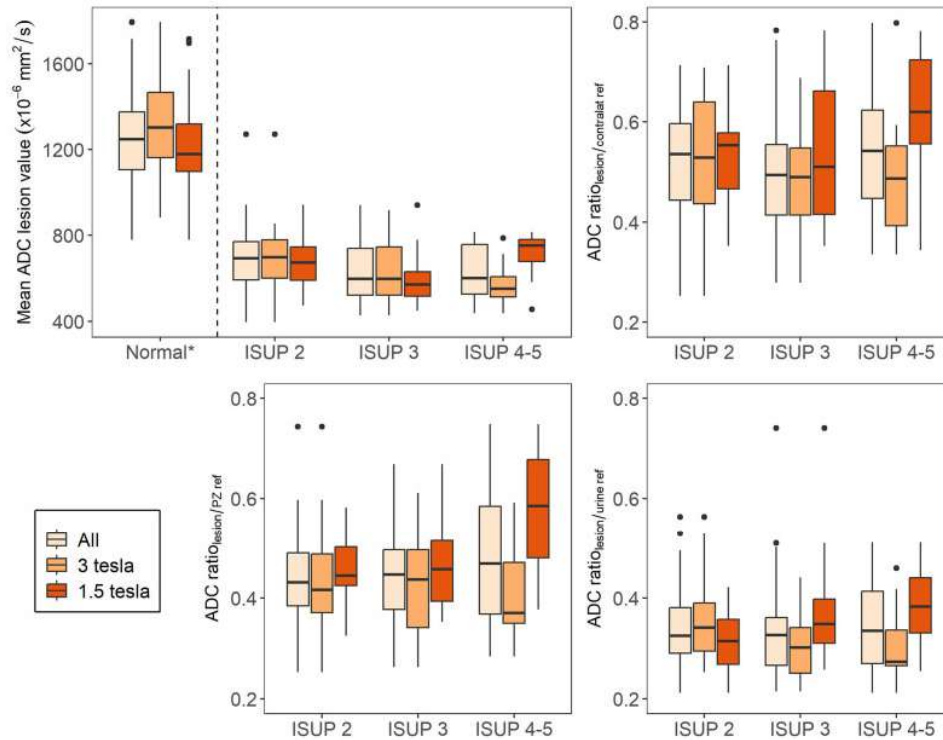 Mean ADC lesion value (x10⁻⁶ mm²/s)
1600
1200
800
400
Normal*
ISUP 2
ISUP 3
ISUP 4-5
ADC ratio lesion/contralat ref
0.8
0.6
0.4
0.2
ISUP 2
ISUP 3
ISUP 4-5
All
3 tesla
1.5 tesla
ADC ratio lesion/PZ ref
0.8
0.6
0.4
0.2
ISUP 2
ISUP 3
ISUP 4-5
ADC ratio lesion/urine ref
0.8
0.6
0.4
0.2
ISUP 2
ISUP 3
ISUP 4-5